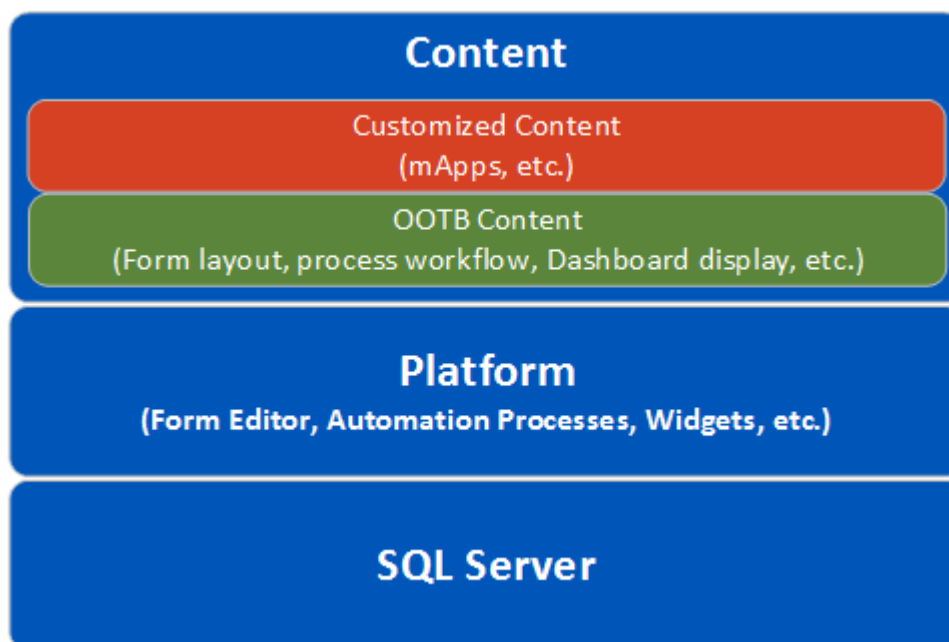 Content
Customized Content
(mApps, etc.)
OOTB Content
(Form layout, process workflow, Dashboard display, etc.)
Platform
(Form Editor, Automation Processes, Widgets, etc.)
SQL Server